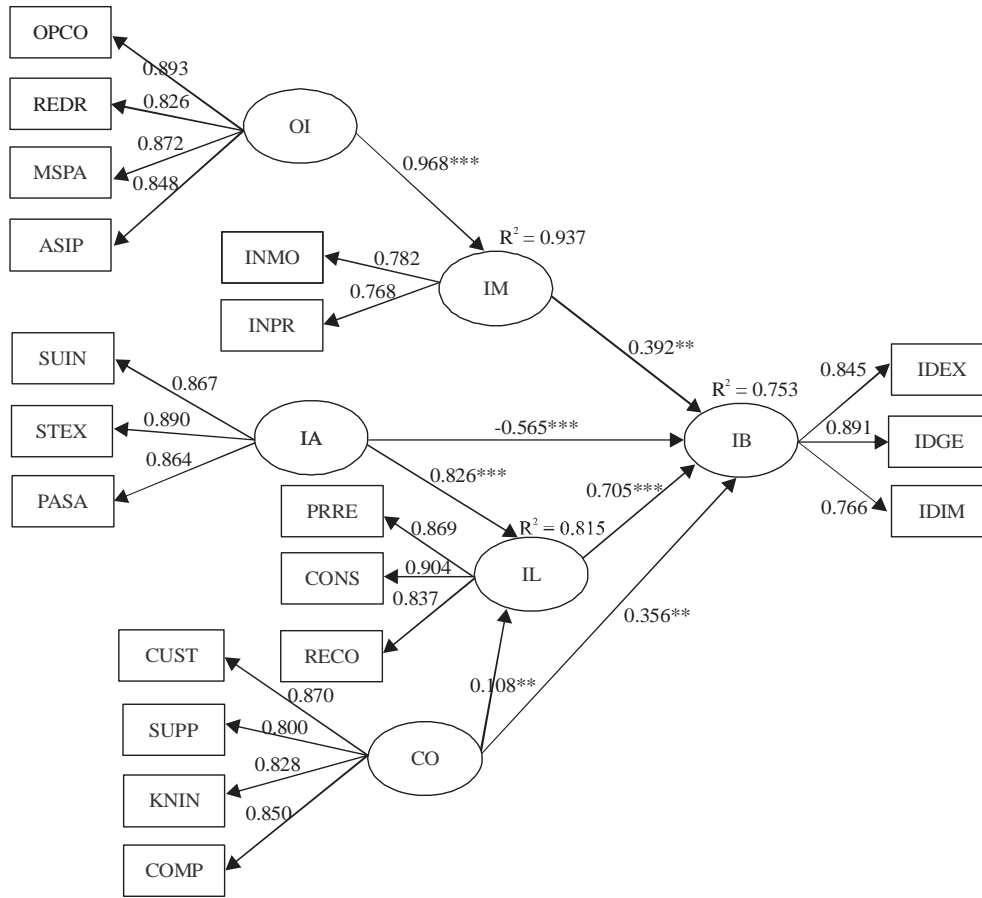 OPCO
0.893
REDR
0.826
OI
MSPA
0.872
0.968***
0.848
ASIP
R² = 0.937
INMO
0.782
IM
0.768
INPR
0.392**
SUIN
0.845
IDEX
0.867
R² = 0.753
STEX
0.890
IA
-0.565***
IB
0.891
IDGE
0.864
0.826***
PASA
0.705***
PRRE
0.766
IDIM
0.869
R² = 0.815
CONS
0.904
IL
0.837
0.356**
CUST
RECO
0.108**
0.870
SUPP
0.800
CO
0.828
KNIN
0.850
COMP